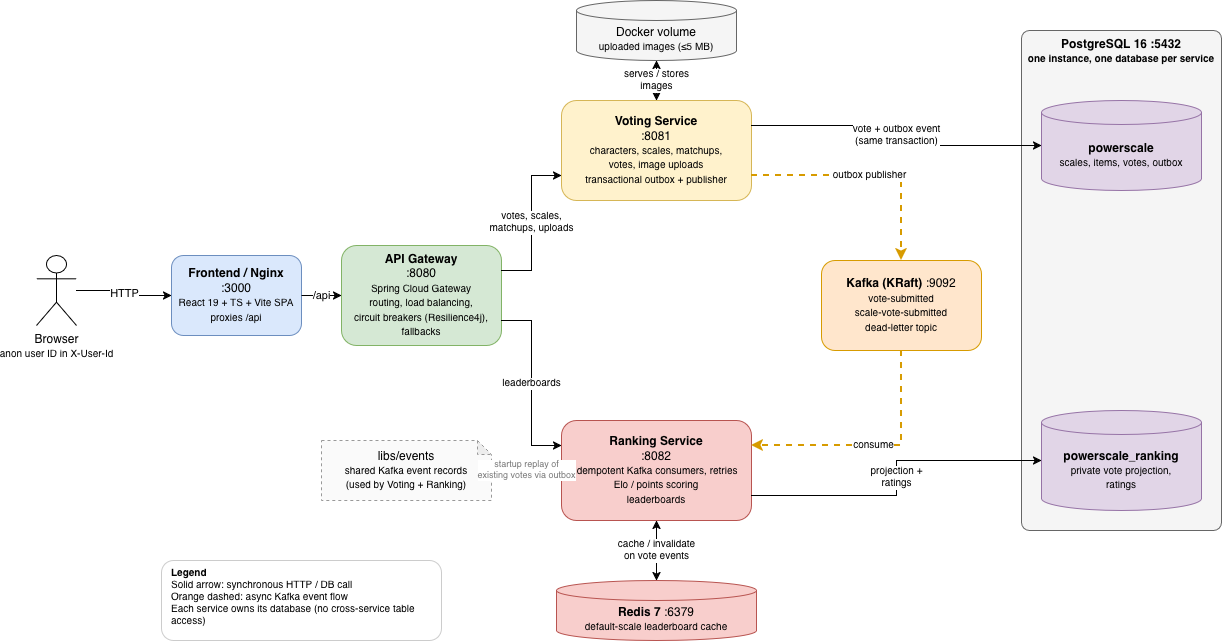 Docker volume
uploaded images (≤5 MB)
serves / stores
images
PostgreSQL 16 :5432
one instance, one database per service
Voting Service
:8081
characters, scales, matchups,
votes, image uploads
transactional outbox + publisher
vote + outbox event
(same transaction)
powerscale
scales, items, votes, outbox
outbox publisher
votes, scales,
matchups, uploads
Browser
anon user ID in X-User-Id
HTTP
Frontend / Nginx
:3000
React 19 + TS + Vite SPA
proxies /api
/api
API Gateway
:8080
Spring Cloud Gateway
routing, load balancing,
circuit breakers (Resilience4j),
fallbacks
Kafka (KRaft) :9092
vote-submitted
scale-vote-submitted
dead-letter topic
leaderboards
consume
libs/events
shared Kafka event records
(used by Voting + Ranking)
startup replay of
existing votes via outbox
Ranking Service
:8082
idempotent Kafka consumers, retries
Elo / points scoring
leaderboards
projection +
ratings
powerscale_ranking
private vote projection,
ratings
cache / invalidate
on vote events
Redis 7 :6379
default-scale leaderboard cache
Legend
Solid arrow: synchronous HTTP / DB call
Orange dashed: async Kafka event flow
Each service owns its database (no cross-service table
access)